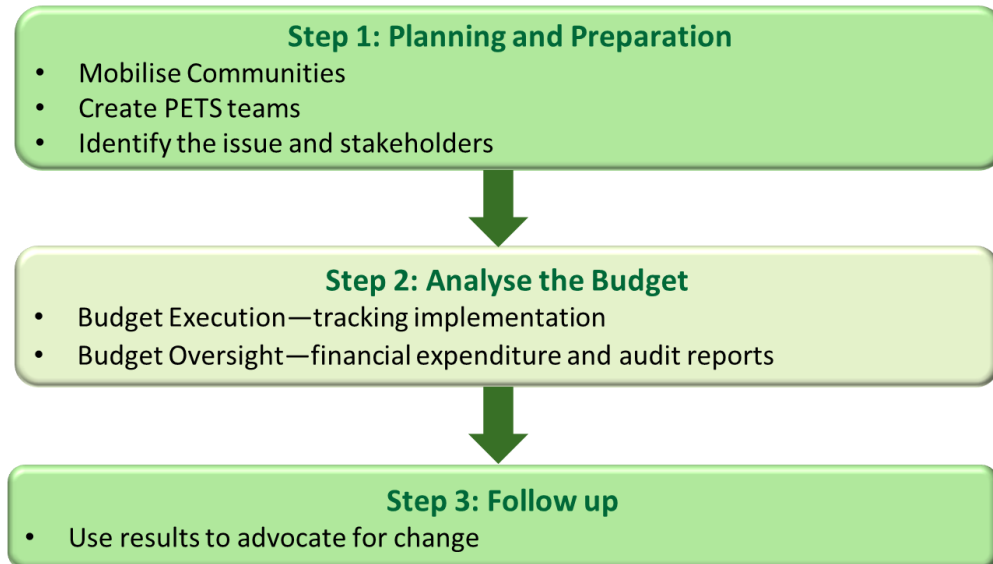 Step 1: Planning and Preparation
• Mobilise Communities
• Create PETS teams
• Identify the issue and stakeholders
Step 2: Analyse the Budget
• Budget Execution—tracking implementation
• Budget Oversight—financial expenditure and audit reports
Step 3: Follow up
• Use results to advocate for change